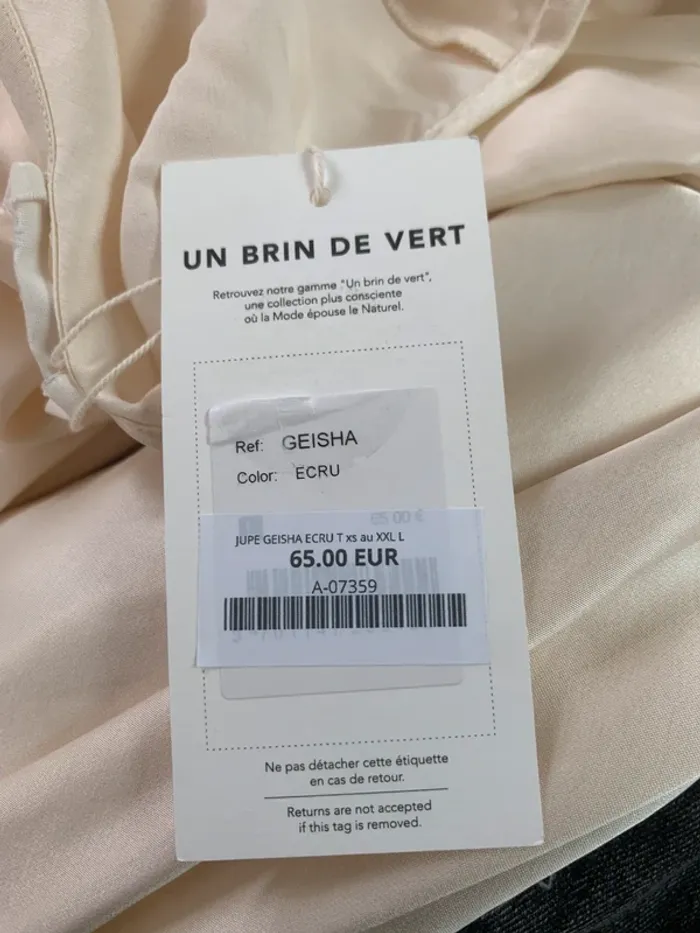 UN BRIN DE VERT
Retrouvez notre gamme "Un brin de vert",
une collection plus consciente
où la Mode épouse le Naturel.
Ref: GEISHA
Color: ECRU
65.00 €
JUPE GEISHA ECRU T xs au XXL L
65.00 EUR
A-07359
Ne pas détacher cette étiquette
en cas de retour.
Returns are not accepted
if this tag is removed.